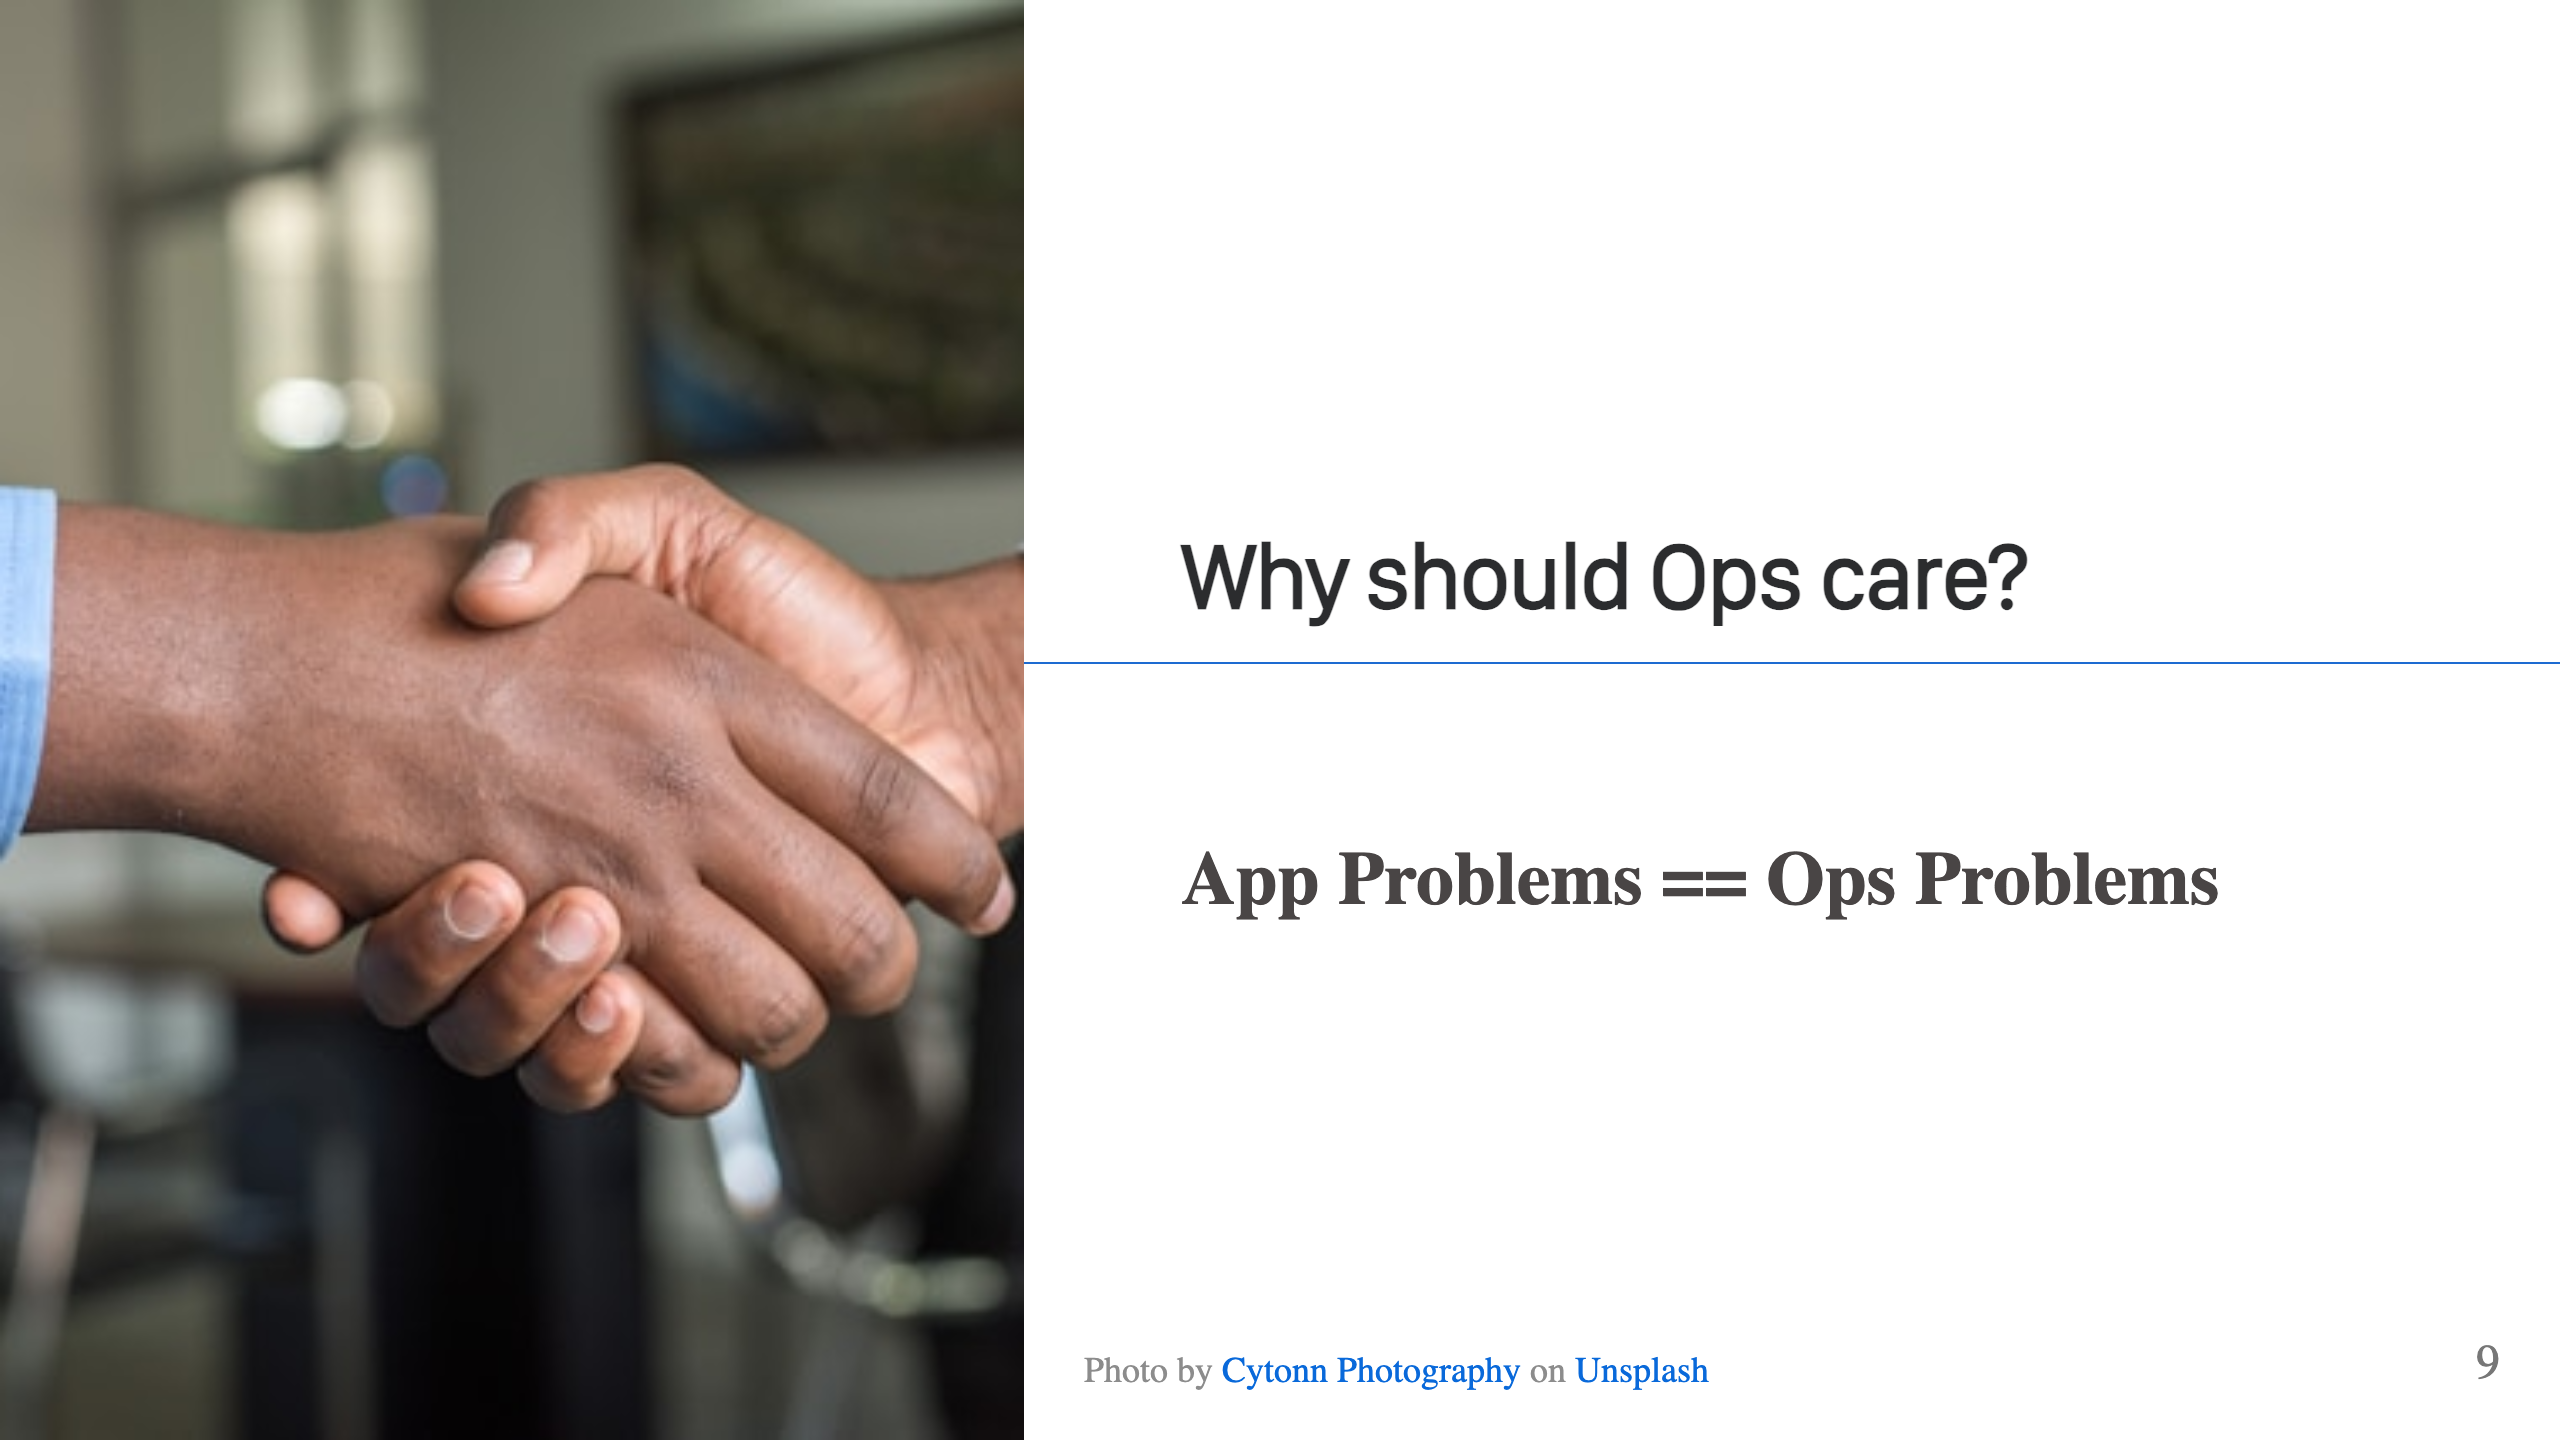 Why should Ops care?
App Problems == Ops Problems
Photo by Cytonn Photography on Unsplash
9